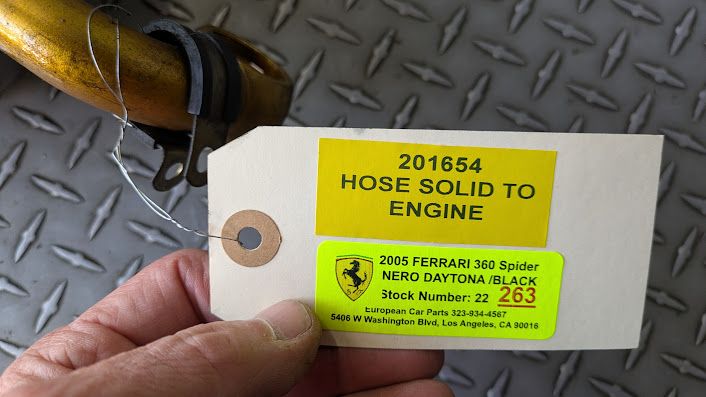 201654
HOSE SOLID TO
ENGINE
2005 FERRARI 360 Spider
NERO DAYTONA /BLACK
Stock Number: 22 263
European Car Parts 323-934-4587
5406 W Washington Blvd, Los Angeles, CA 90016